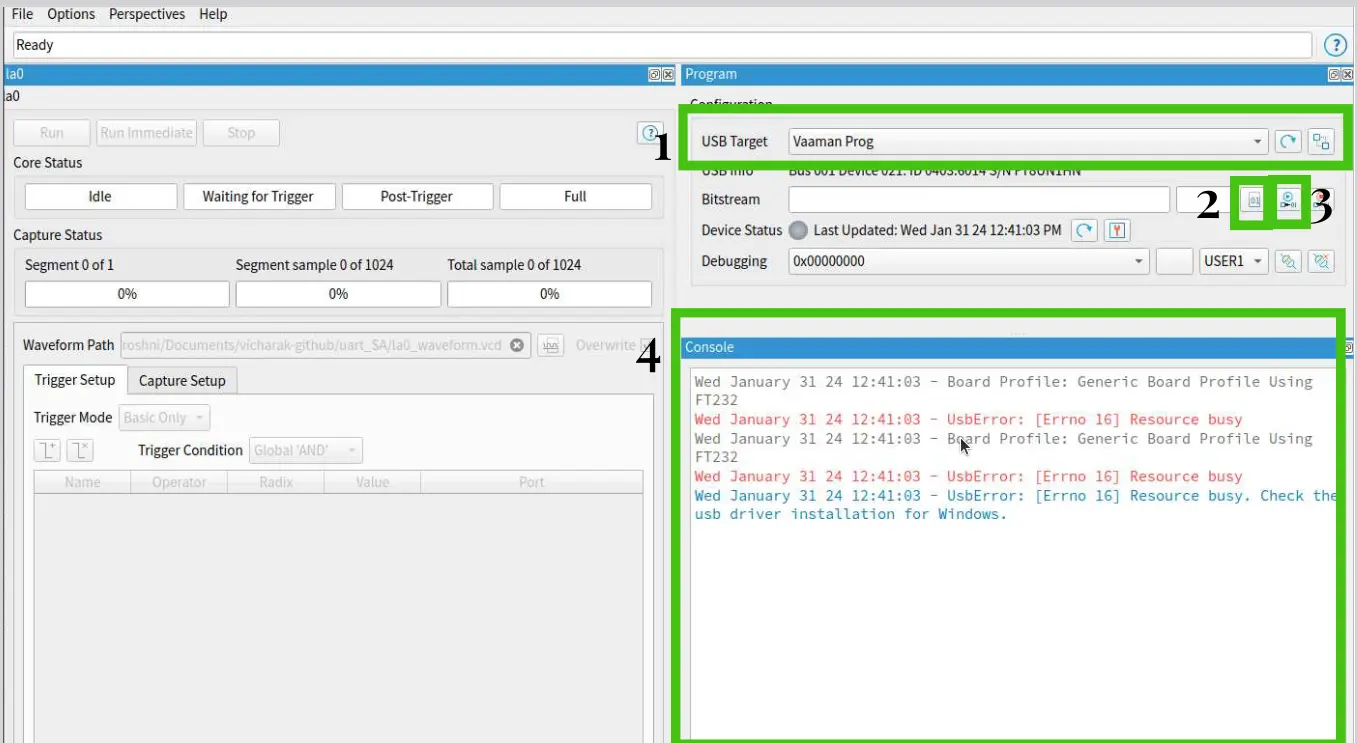 File Options Perspectives Help
Ready
?
la0
la0
Run Run Immediate Stop ?
Core Status
Idle Waiting for Trigger Post-Trigger Full
Capture Status
Segment 0 of 1 Segment sample 0 of 1024 Total sample 0 of 1024
0% 0% 0%
Waveform Path roshni/Documents/vicharak-github/uart_SA/la0_waveform.vcd Overwrite
Trigger Setup Capture Setup
Trigger Mode Basic Only
Trigger Condition Global 'AND'
Name Operator Radix Value Port
Program
Configuration
1
USB Target Vaaman Prog
USB Info Bus 001 Device 021: ID 0403:6014 S/N FT8UN1HN
Bitstream
2 3
Device Status Last Updated: Wed Jan 31 24 12:41:03 PM
Debugging 0x00000000 USER1
4
Console
Wed January 31 24 12:41:03 - Board Profile: Generic Board Profile Using
FT232
Wed January 31 24 12:41:03 - UsbError: [Errno 16] Resource busy
Wed January 31 24 12:41:03 - Board Profile: Generic Board Profile Using
FT232
Wed January 31 24 12:41:03 - UsbError: [Errno 16] Resource busy
Wed January 31 24 12:41:03 - UsbError: [Errno 16] Resource busy. Check the
usb driver installation for Windows.